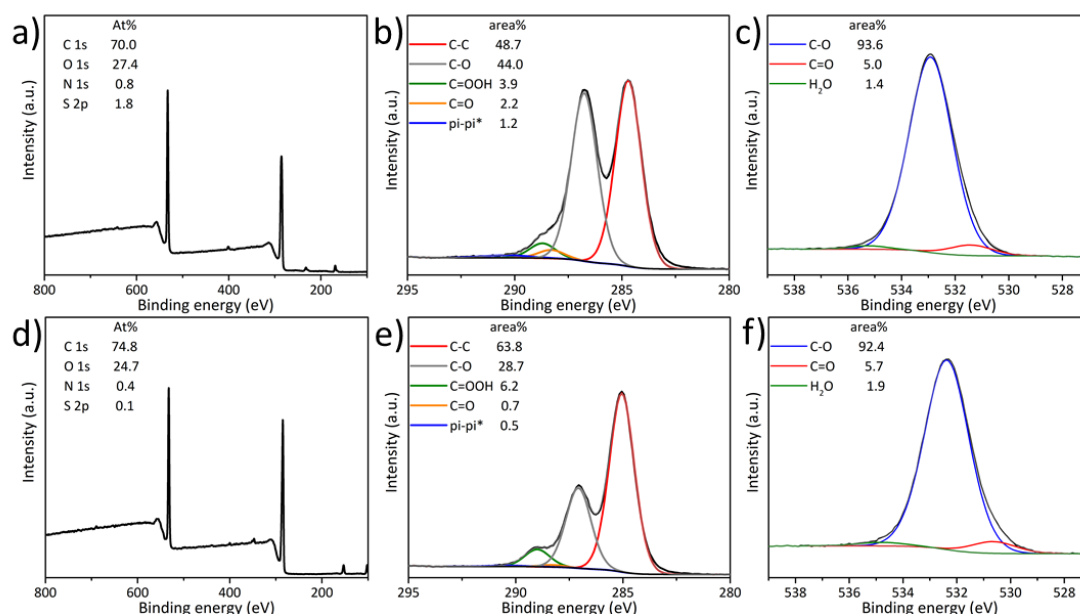 a)
At%
C 1s 70.0
O 1s 27.4
N 1s 0.8
S 2p 1.8
Intensity (a.u.)
800 600 400 200
Binding energy (eV)
b)
area%
C-C 48.7
C-O 44.0
C=OOH 3.9
C=O 2.2
pi-pi* 1.2
Intensity (a.u.)
295 290 285 280
Binding energy (eV)
c)
area%
C-O 93.6
C=O 5.0
H₂O 1.4
Intensity (a.u.)
538 536 534 532 530 528
Binding energy (eV)
d)
At%
C 1s 74.8
O 1s 24.7
N 1s 0.4
S 2p 0.1
Intensity (a.u.)
800 600 400 200
Binding energy (eV)
e)
area%
C-C 63.8
C-O 28.7
C=OOH 6.2
C=O 0.7
pi-pi* 0.5
Intensity (a.u.)
295 290 285 280
Binding energy (eV)
f)
area%
C-O 92.4
C=O 5.7
H₂O 1.9
Intensity (a.u.)
538 536 534 532 530 528
Binding energy (eV)